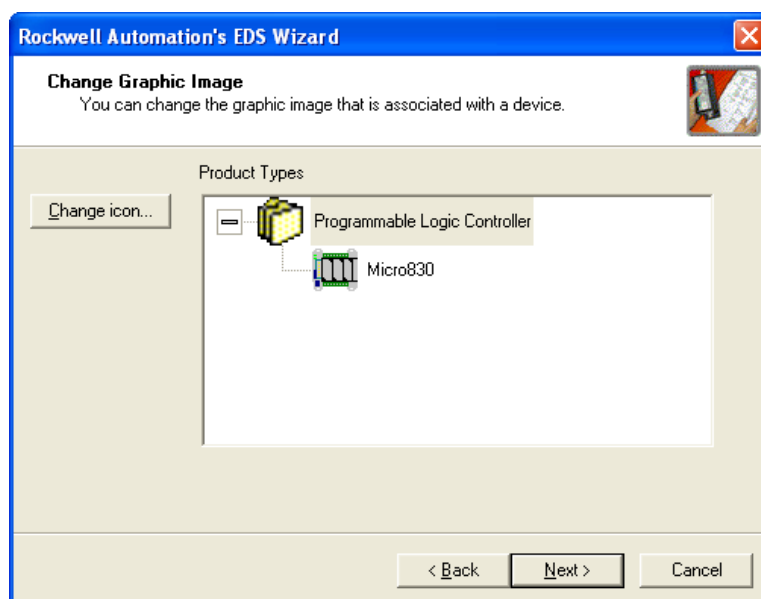 Rockwell Automation's EDS Wizard
Change Graphic Image
You can change the graphic image that is associated with a device.
Product Types
Change icon...
Programmable Logic Controller
Micro830
< Back
Next >
Cancel